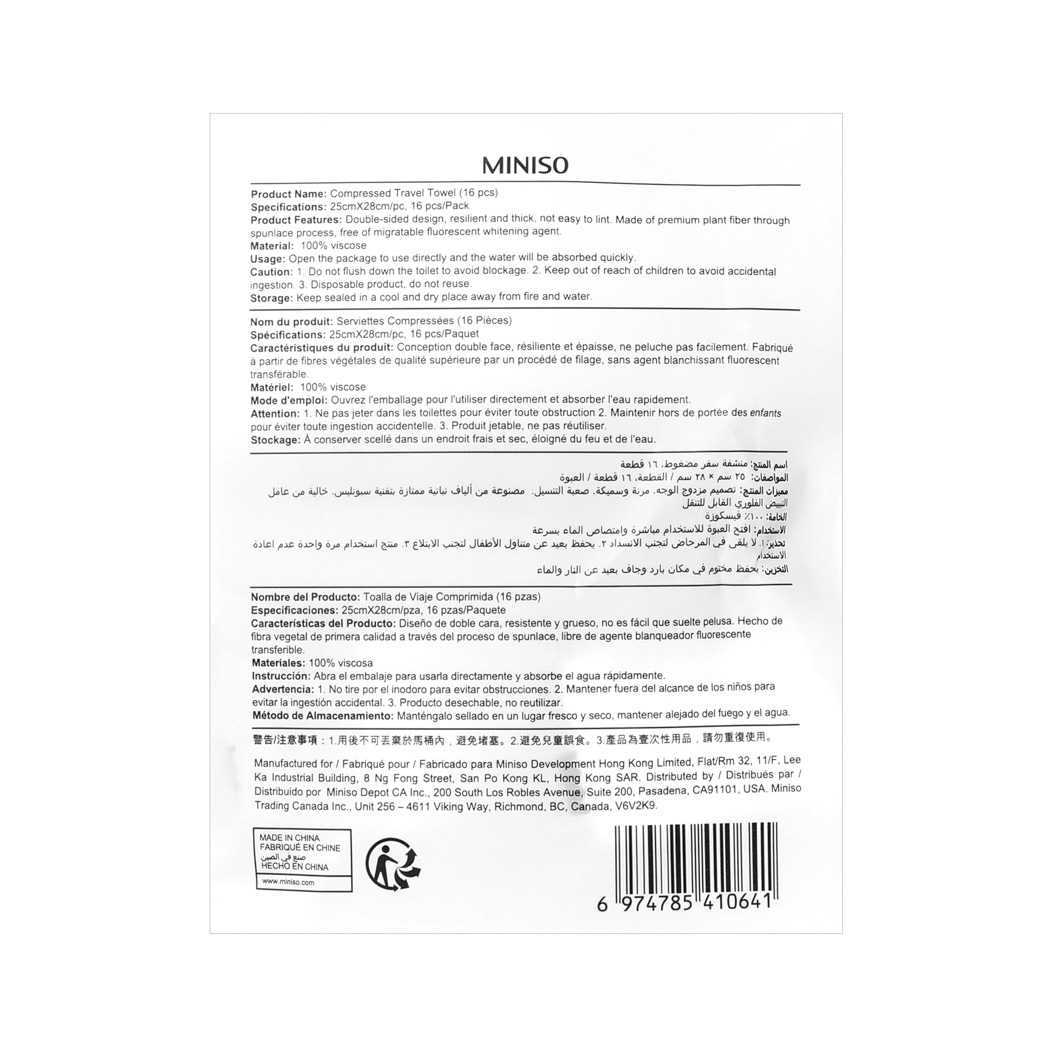 MINISO
Product Name: Compressed Travel Towel (16 pcs)
Specifications: 25cmX28cm/pc, 16 pcs/Pack
Product Features: Double-sided design, resilient and thick, not easy to lint. Made of premium plant fiber through
spunlace process, free of migratable fluorescent whitening agent.
Material: 100% viscose
Usage: Open the package to use directly and the water will be absorbed quickly.
Caution: 1. Do not flush down the toilet to avoid blockage. 2. Keep out of reach of children to avoid accidental
ingestion. 3. Disposable product, do not reuse.
Storage: Keep sealed in a cool and dry place away from fire and water.
Nom du produit: Serviettes Compressées (16 Pièces)
Spécifications: 25cmX28cm/pc, 16 pcs/Paquet
Caractéristiques du produit: Conception double face, résiliente et épaisse, ne peluche pas facilement. Fabriqué
à partir de fibres végétales de qualité supérieure par un procédé de filage, sans agent blanchissant fluorescent
transférable.
Matériel: 100% viscose
Mode d'emploi: Ouvrez l'emballage pour l'utiliser directement et absorber l'eau rapidement.
Attention: 1. Ne pas jeter dans les toilettes pour éviter toute obstruction 2. Maintenir hors de portée des enfants
pour éviter toute ingestion accidentelle. 3. Produit jetable, ne pas réutiliser.
Stockage: À conserver scellé dans un endroit frais et sec, éloigné du feu et de l'eau.
اسم المنتج: منشفة سفر مضغوط، ١٦ قطعة
المواصفات: ٢٥ سم × ٢٨ سم / القطعة، ١٦ قطعة / العبوة
مميزات المنتج: تصميم مزدوج الوجه. مرنة وسميكة. صعبة التنسيل. مصنوعة من ألياف نباتية ممتازة بتقنية سبونليس. خالية من عامل
التبييض الفلوري القابل للتنقل
الخامة: ١٠٠٪ فيسكوزة
الاستخدام: افتح العبوة للاستخدام مباشرة وامتصاص الماء بسرعة
تحذير:١. لا يلقى في المرحاض لتجنب الانسداد ٢. يحفظ بعيد عن متناول الأطفال لتجنب الابتلاع ٣. منتج استخدام مرة واحدة عدم اعادة
الاستخدام
التخزين: يحفظ مختوم في مكان بارد وجاف بعيد عن النار والماء
Nombre del Producto: Toalla de Viaje Comprimida (16 pzas)
Especificaciones: 25cmX28cm/pza, 16 pzas/Paquete
Características del Producto: Diseño de doble cara, resistente y grueso, no es fácil que suelte pelusa. Hecho de
fibra vegetal de primera calidad a través del proceso de spunlace, libre de agente blanqueador fluorescente
transferible.
Materiales: 100% viscosa
Instrucción: Abra el embalaje para usarla directamente y absorbe el agua rápidamente.
Advertencia: 1. No tire por el inodoro para evitar obstrucciones. 2. Mantener fuera del alcance de los niños para
evitar la ingestión accidental. 3. Producto desechable, no reutilizar.
Método de Almacenamiento: Manténgalo sellado en un lugar fresco y seco, mantener alejado del fuego y el agua.
警告/注意事項：1.用後不可丟棄於馬桶內，避免堵塞。2.避免兒童誤食。3.產品為壹次性用品，請勿重復使用。
Manufactured for / Fabriqué pour / Fabricado para Miniso Development Hong Kong Limited, Flat/Rm 32, 11/F, Lee
Ka Industrial Building, 8 Ng Fong Street, San Po Kong KL, Hong Kong SAR. Distributed by / Distribués par /
Distribuido por Miniso Depot CA Inc., 200 South Los Robles Avenue, Suite 200, Pasadena, CA91101, USA. Miniso
Trading Canada Inc., Unit 256 – 4611 Viking Way, Richmond, BC, Canada, V6V2K9.
MADE IN CHINA
FABRIQUÉ EN CHINE
صنع في الصين
HECHO EN CHINA
www.miniso.com
6 974785 410641